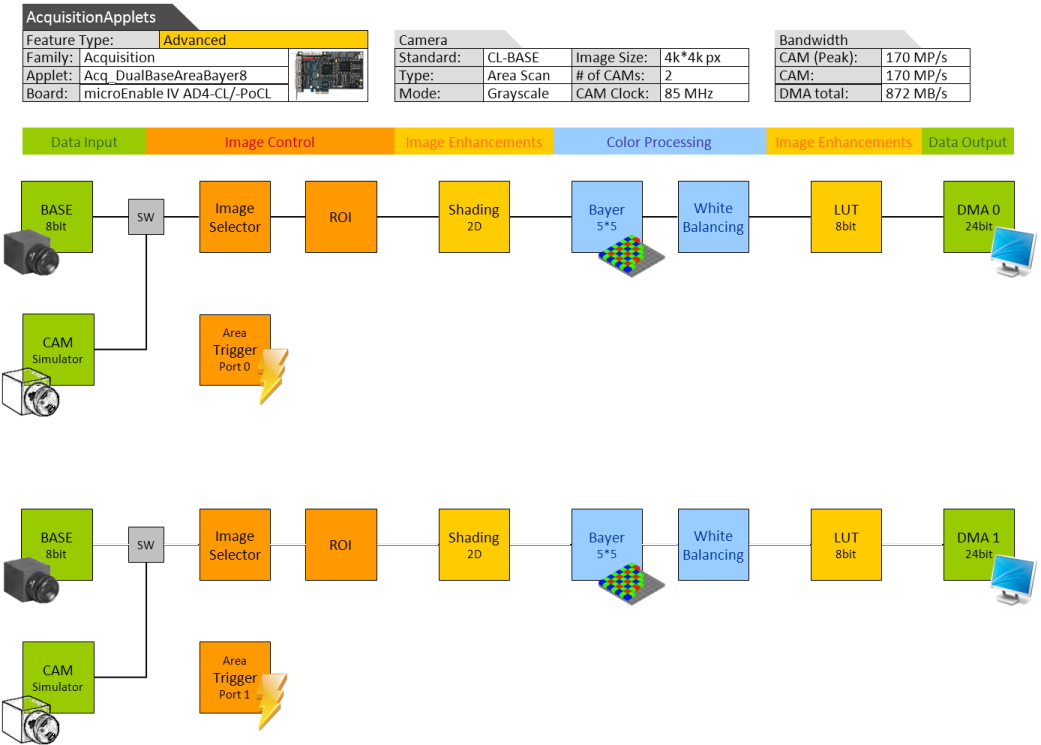 AcquisitionApplets
Feature Type: Advanced
Family: Acquisition
Applet: Acq_DualBaseAreaBayer8
Board: microEnable IV AD4-CL/-PoCL
Camera
Standard: CL-BASE Image Size: 4k*4k px
Type: Area Scan # of CAMs: 2
Mode: Grayscale CAM Clock: 85 MHz
Bandwidth
CAM (Peak): 170 MP/s
CAM: 170 MP/s
DMA total: 872 MB/s
Data Input Image Control Image Enhancements Color Processing Image Enhancements Data Output
BASE
8bit
SW
Image
Selector
ROI
Shading
2D
Bayer
5*5
White
Balancing
LUT
8bit
DMA 0
24bit
CAM
Simulator
Area
Trigger
Port 0
BASE
8bit
SW
Image
Selector
ROI
Shading
2D
Bayer
5*5
White
Balancing
LUT
8bit
DMA 1
24bit
CAM
Simulator
Area
Trigger
Port 1